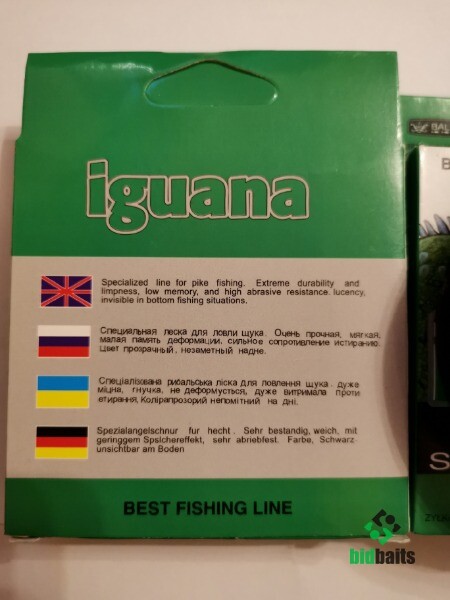 iguana
Specialized line for pike fishing. Extreme durability and
limpness, low memory, and high abrasive resistance. lucency,
invisible in bottom fishing situations.
Специальная леска для ловли щука. Очень прочная, мягкая,
малая память деформации, сильное сопротивление истиранию.
Цвет прозрачный, незаметный надне.
Спеціалізована рибальська ліска для ловлення щука. дуже
міцна, гнучка, не деформується, дуже витримала проти
етирання, Колірапрозорий непомітний на дні.
Spezialangelschnur fur hecht. Sehr bestandig, weich, mit
geringgem Spslchereffekt, sehr abriebfest. Farbe, Schwarz
unsichtbar am Boden
BEST FISHING LINE
BAL
B
S
bidbaits